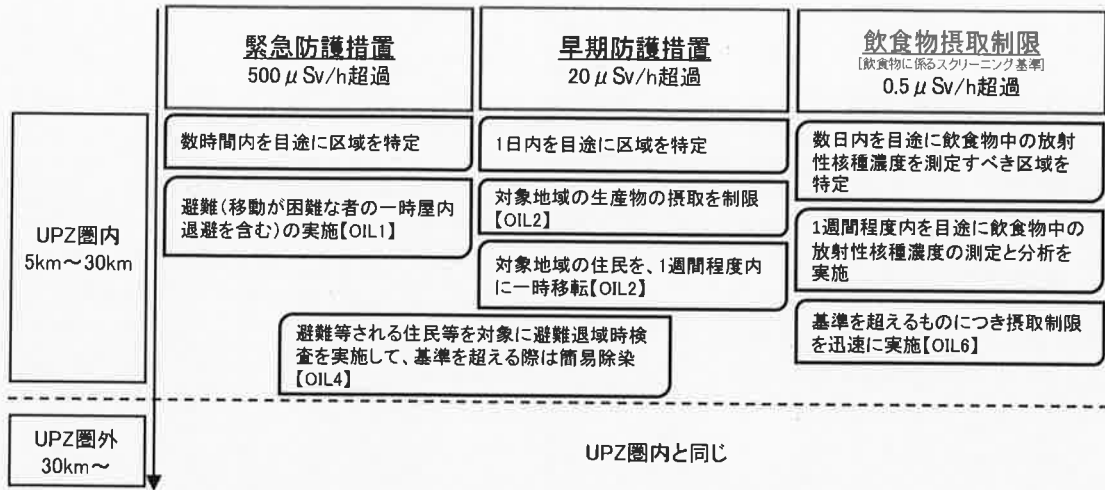 緊急防護措置
500μSv/h超過
早期防護措置
20μSv/h超過
飲食物摂取制限
[飲食物に係るスクリーニング基準]
0.5μSv/h超過
UPZ圏内
5km～30km
数時間内を目途に区域を特定
避難(移動が困難な者の一時屋内
退避を含む)の実施【OIL1】
1日内を目途に区域を特定
対象地域の生産物の摂取を制限
【OIL2】
対象地域の住民を、1週間程度内
に一時移転【OIL2】
避難等される住民等を対象に避難退域時検
査を実施して、基準を超える際は簡易除染
【OIL4】
数日内を目途に飲食物中の放射
性核種濃度を測定すべき区域を
特定
1週間程度内を目途に飲食物中の
放射性核種濃度の測定と分析を
実施
基準を超えるものにつき摂取制限
を迅速に実施【OIL6】
UPZ圏外
30km～
UPZ圏内と同じ